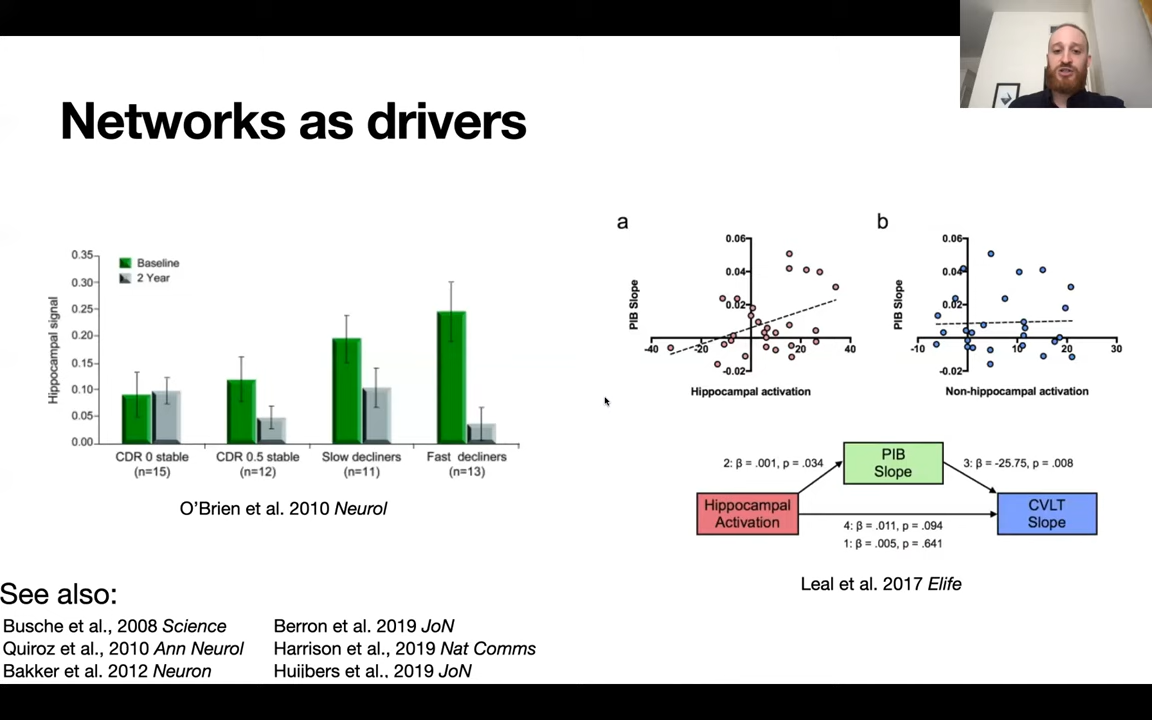 Networks as drivers
0.35
0.30
0.25
0.20
0.15
0.10
0.05
0.00
Hippocampal signal
Baseline
2 Year
CDR 0 stable
(n=15)
CDR 0.5 stable
(n=12)
Slow decliners
(n=11)
Fast decliners
(n=13)
O'Brien et al. 2010 Neurol
a
0.06
0.04
0.02
-0.02
-40
-20
20
40
PIB Slope
Hippocampal activation
b
0.06
0.04
0.02
-0.02
-10
10
20
30
PIB Slope
Non-hippocampal activation
PIB
Slope
2: β = .001, p = .034
3: β = -25.75, p = .008
Hippocampal
Activation
CVLT
Slope
4: β = .011, p = .094
1: β = .005, p = .641
Leal et al. 2017 Elife
See also:
Busche et al., 2008 Science
Quiroz et al., 2010 Ann Neurol
Bakker et al. 2012 Neuron
Berron et al. 2019 JoN
Harrison et al., 2019 Nat Comms
Huijbers et al., 2019 JoN